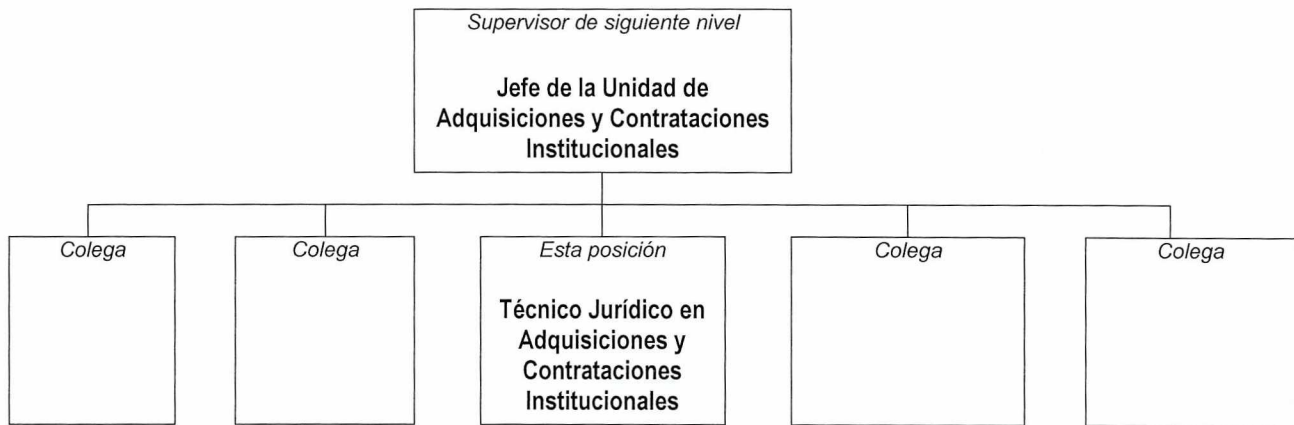 Supervisor de siguiente nivel
Jefe de la Unidad de
Adquisiciones y Contrataciones
Institucionales
Colega
Colega
Esta posición
Técnico Jurídico en
Adquisiciones y
Contrataciones
Institucionales
Colega
Colega